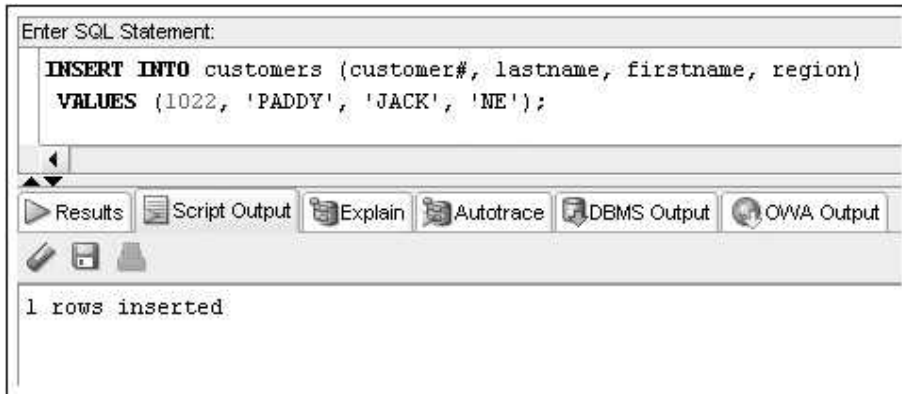 Enter SQL Statement:
INSERT INTO customers (customer#, lastname, firstname, region)
VALUES (1022, 'PADDY', 'JACK', 'NE');
Results Script Output Explain Autotrace DBMS Output OWA Output
1 rows inserted